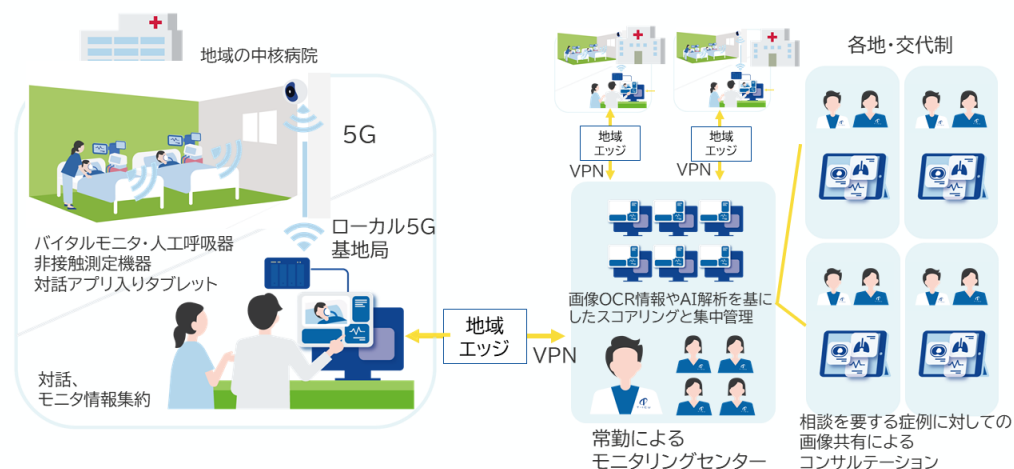 地域の中核病院
5G
ローカル5G
基地局
バイタルモニタ・人工呼吸器
非接触測定機器
対話アプリ入りタブレット
対話、
モニタ情報集約
地域
エッジ
VPN
地域
エッジ
VPN
地域
エッジ
VPN
画像OCR情報やAI解析を基に
したスコアリングと集中管理
常勤による
モニタリングセンター
各地・交代制
相談を要する症例に対しての
画像共有による
コンサルテーション